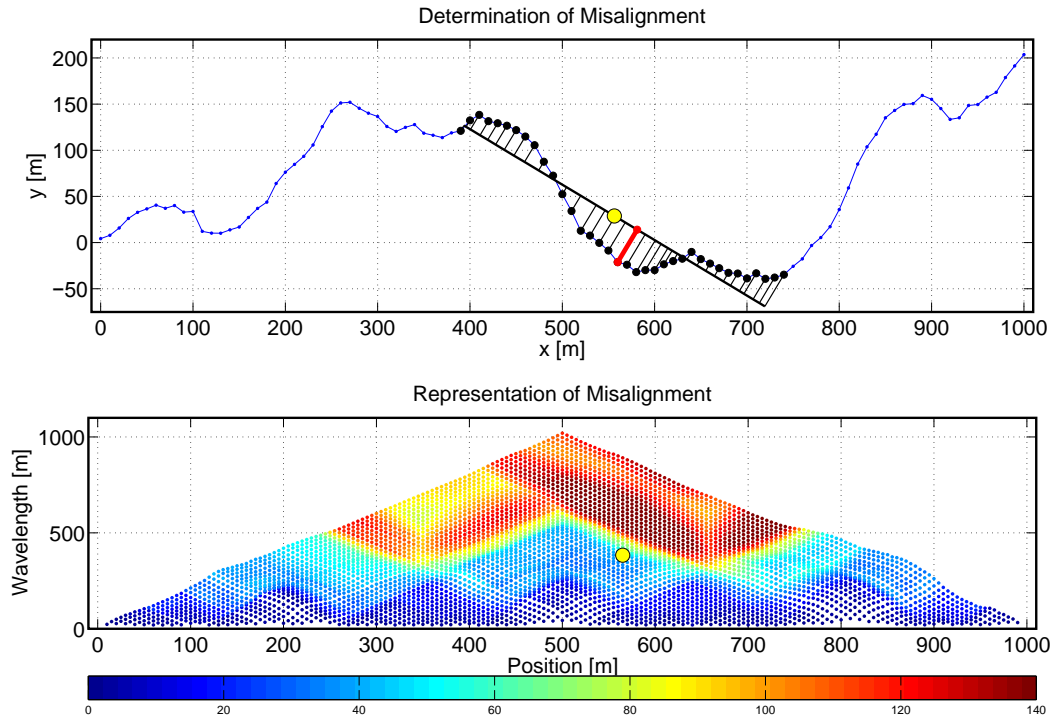 Determination of Misalignment
y [m]
200
150
100
50
0
−50
0 100 200 300 400 500 600 700 800 900 1000
x [m]
Representation of Misalignment
Wavelength [m]
1000
500
0
0 100 200 300 400 500 600 700 800 900 1000
Position [m]
0 20 40 60 80 100 120 140